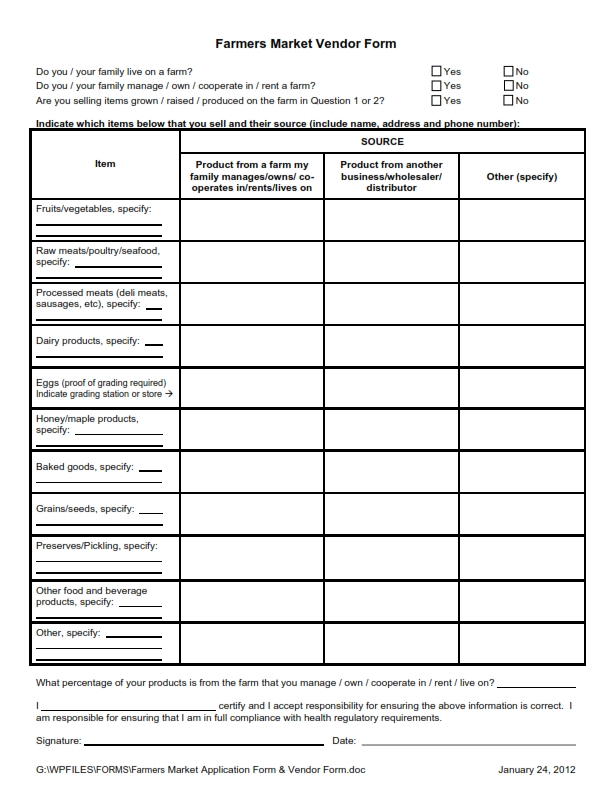 Farmers Market Vendor Form
Do you / your family live on a farm? Yes No
Do you / your family manage / own / cooperate in / rent a farm? Yes No
Are you selling items grown / raised / produced on the farm in Question 1 or 2? Yes No
Indicate which items below that you sell and their source (include name, address and phone number):
Item
SOURCE
Product from a farm my
family manages/owns/ co-
operates in/rents/lives on
Product from another
business/wholesaler/
distributor
Other (specify)
Fruits/vegetables, specify:
Raw meats/poultry/seafood,
specify:
Processed meats (deli meats,
sausages, etc), specify:
Dairy products, specify:
Eggs (proof of grading required)
Indicate grading station or store →
Honey/maple products,
specify:
Baked goods, specify:
Grains/seeds, specify:
Preserves/Pickling, specify:
Other food and beverage
products, specify:
Other, specify:
What percentage of your products is from the farm that you manage / own / cooperate in / rent / live on?
I certify and I accept responsibility for ensuring the above information is correct. I
am responsible for ensuring that I am in full compliance with health regulatory requirements.
Signature: Date:
G:\WPFILES\FORMS\Farmers Market Application Form & Vendor Form.doc January 24, 2012